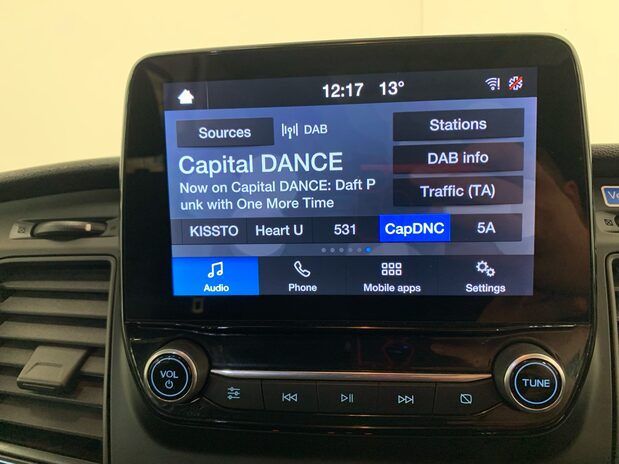 12:17 13°
Sources DAB Stations
Capital DANCE
DAB info
Now on Capital DANCE: Daft P
unk with One More Time
Traffic (TA)
KISSTO Heart U 531 CapDNC 5A
Audio Phone Mobile apps Settings
VOL TUNE